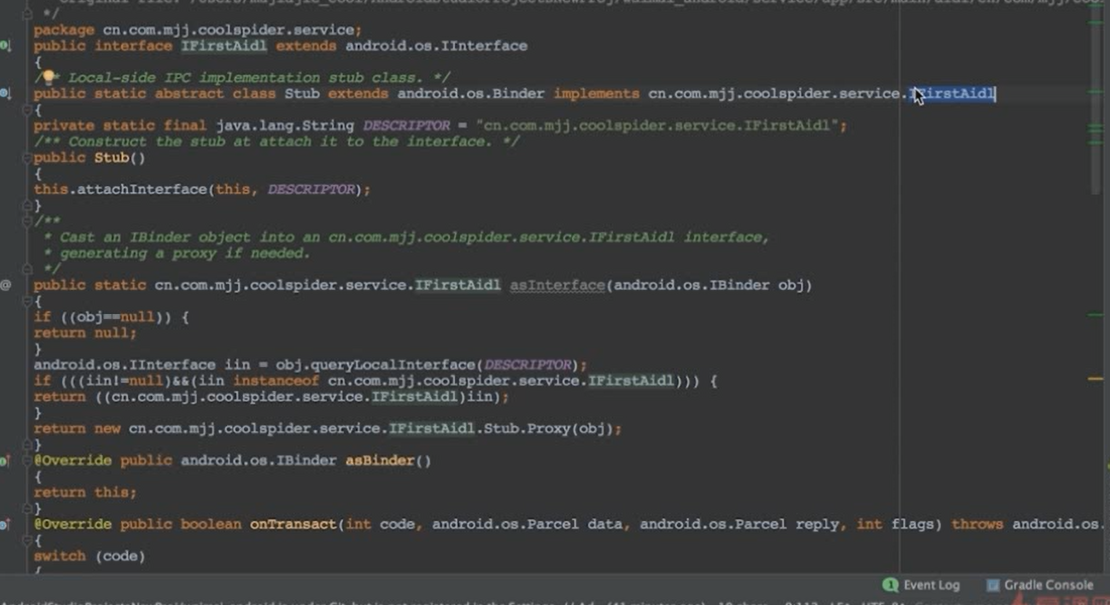 */
package cn.com.mjj.coolspider.service;
public interface IFirstAidl extends android.os.IInterface
{
/** Local-side IPC implementation stub class. */
public static abstract class Stub extends android.os.Binder implements cn.com.mjj.coolspider.service.IFirstAidl
{
private static final java.lang.String DESCRIPTOR = "cn.com.mjj.coolspider.service.IFirstAidl";
/** Construct the stub at attach it to the interface. */
public Stub()
{
this.attachInterface(this, DESCRIPTOR);
}
/**
* Cast an IBinder object into an cn.com.mjj.coolspider.service.IFirstAidl interface,
* generating a proxy if needed.
*/
public static cn.com.mjj.coolspider.service.IFirstAidl asInterface(android.os.IBinder obj)
{
if ((obj==null)) {
return null;
}
android.os.IInterface iin = obj.queryLocalInterface(DESCRIPTOR);
if (((iin!=null)&&(iin instanceof cn.com.mjj.coolspider.service.IFirstAidl))) {
return ((cn.com.mjj.coolspider.service.IFirstAidl)iin);
}
return new cn.com.mjj.coolspider.service.IFirstAidl.Stub.Proxy(obj);
}
@Override public android.os.IBinder asBinder()
{
return this;
}
@Override public boolean onTransact(int code, android.os.Parcel data, android.os.Parcel reply, int flags) throws android.os.
{
switch (code)
{
1 Event Log Gradle Console